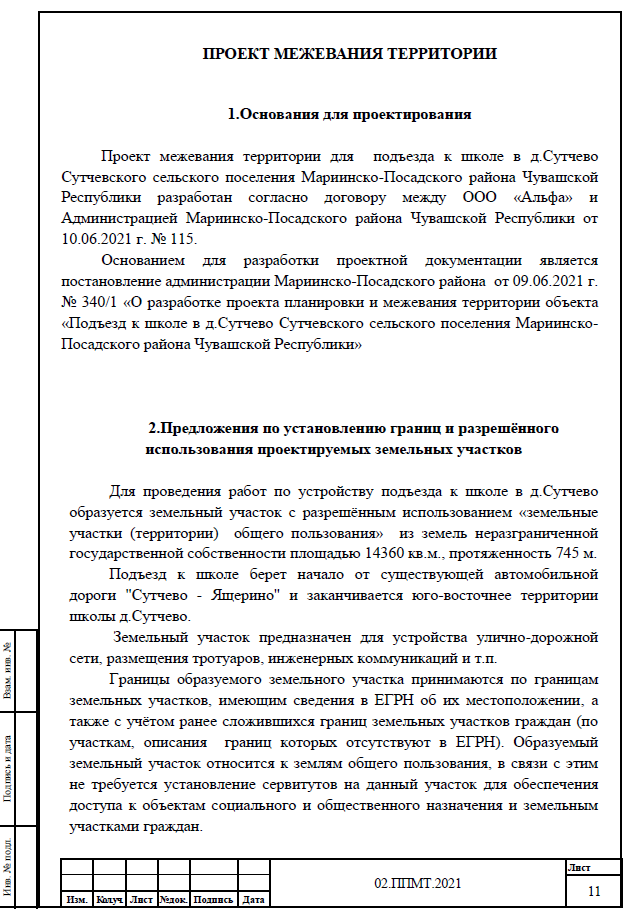 ПРОЕКТ МЕЖЕВАНИЯ ТЕРРИТОРИИ
1.Основания для проектирования
Проект межевания территории для подъезда к школе в д.Сутчево
Сутчевского сельского поселения Мариинско-Посадского района Чувашской
Республики разработан согласно договору между ООО «Альфа» и
Администрацией Мариинско-Посадского района Чувашской Республики от
10.06.2021 г. № 115.
Основанием для разработки проектной документации является
постановление администрации Мариинско-Посадского района от 09.06.2021 г.
№ 340/1 «О разработке проекта планировки и межевания территории объекта
«Подъезд к школе в д.Сутчево Сутчевского сельского поселения Мариинско-
Посадского района Чувашской Республики»
2.Предложения по установлению границ и разрешённого
использования проектируемых земельных участков
Для проведения работ по устройству подъезда к школе в д.Сутчево
образуется земельный участок с разрешённым использованием «земельные
участки (территории) общего пользования» из земель неразграниченной
государственной собственности площадью 14360 кв.м., протяженность 745 м.
Подъезд к школе берет начало от существующей автомобильной
дороги "Сутчево - Ящерино" и заканчивается юго-восточнее территории
школы д.Сутчево.
Земельный участок предназначен для устройства улично-дорожной
сети, размещения тротуаров, инженерных коммуникаций и т.п.
Границы образуемого земельного участка принимаются по границам
земельных участков, имеющим сведения в ЕГРН об их местоположении, а
также с учётом ранее сложившихся границ земельных участков граждан (по
участкам, описания границ которых отсутствуют в ЕГРН). Образуемый
земельный участок относится к землям общего пользования, в связи с этим
не требуется установление сервитутов на данный участок для обеспечения
доступа к объектам социального и общественного назначения и земельным
участками граждан.
Взам. инв. №
Подпись и дата
Инв. № подл.
Изм. Колуч Лист №док. Подпись Дата
02.ППМТ.2021
Лист
11